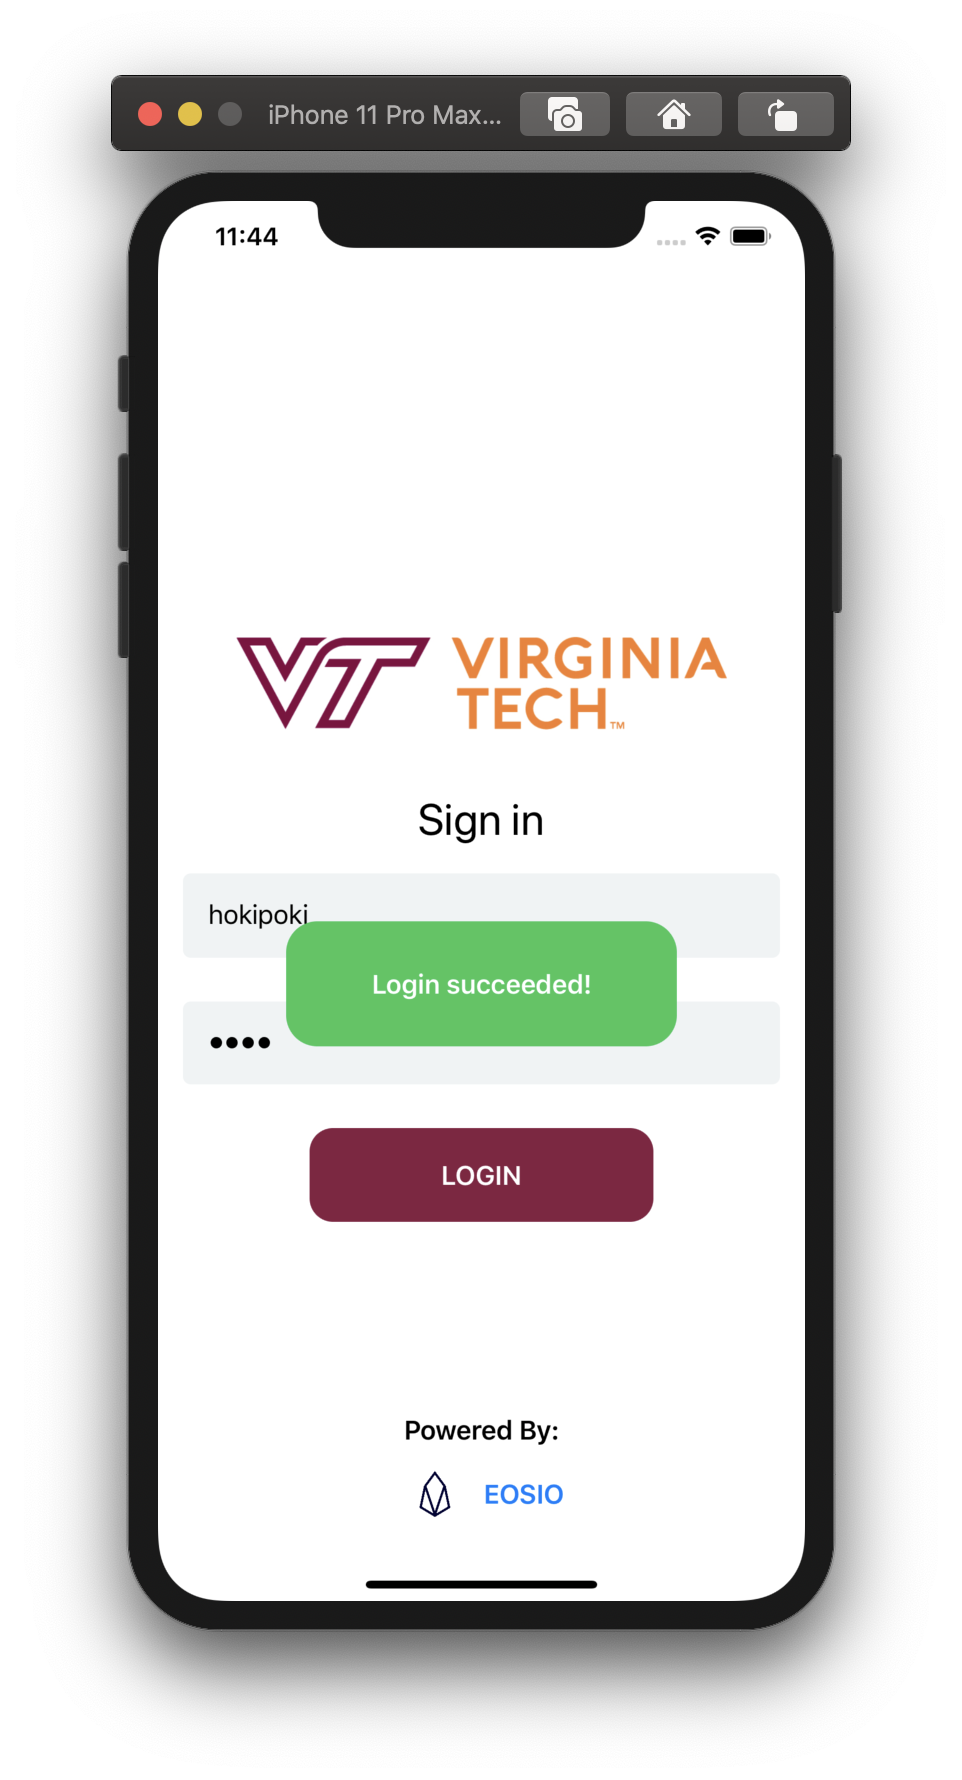 iPhone 11 Pro Max...
11:44
VT VIRGINIA
TECH™
Sign in
hokipoki
Login succeeded!
••••
LOGIN
Powered By:
EOSIO